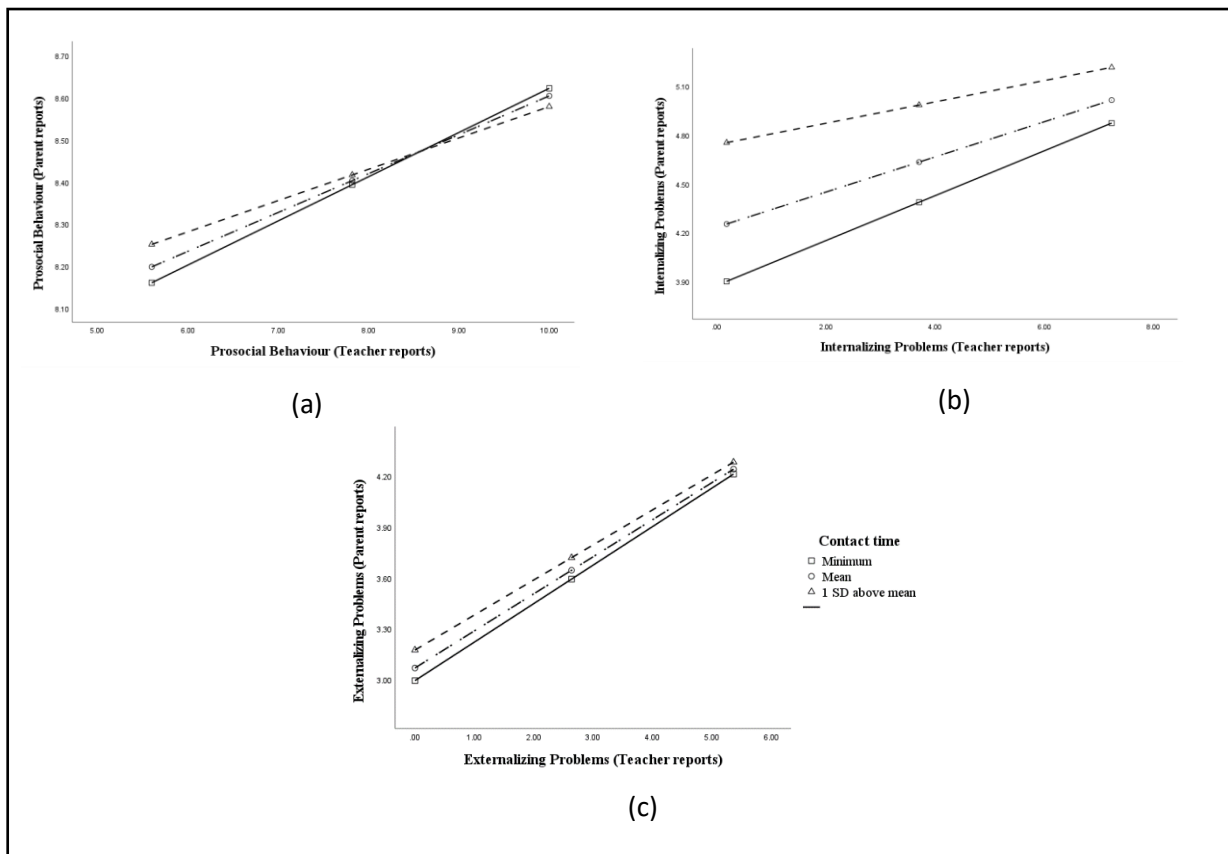 8.70
8.60
8.50
8.40
8.30
8.20
8.10
Prosocial Behaviour (Parent reports)
5.00 6.00 7.00 8.00 9.00 10.00
Prosocial Behaviour (Teacher reports)
(a)
5.10
4.80
4.50
4.20
3.90
Internalizing Problems (Parent reports)
.00 2.00 4.00 6.00 8.00
Internalizing Problems (Teacher reports)
(b)
4.20
3.90
3.60
3.30
3.00
Externalizing Problems (Parent reports)
.00 1.00 2.00 3.00 4.00 5.00 6.00
Externalizing Problems (Teacher reports)
Contact time
Minimum
Mean
1 SD above mean
(c)